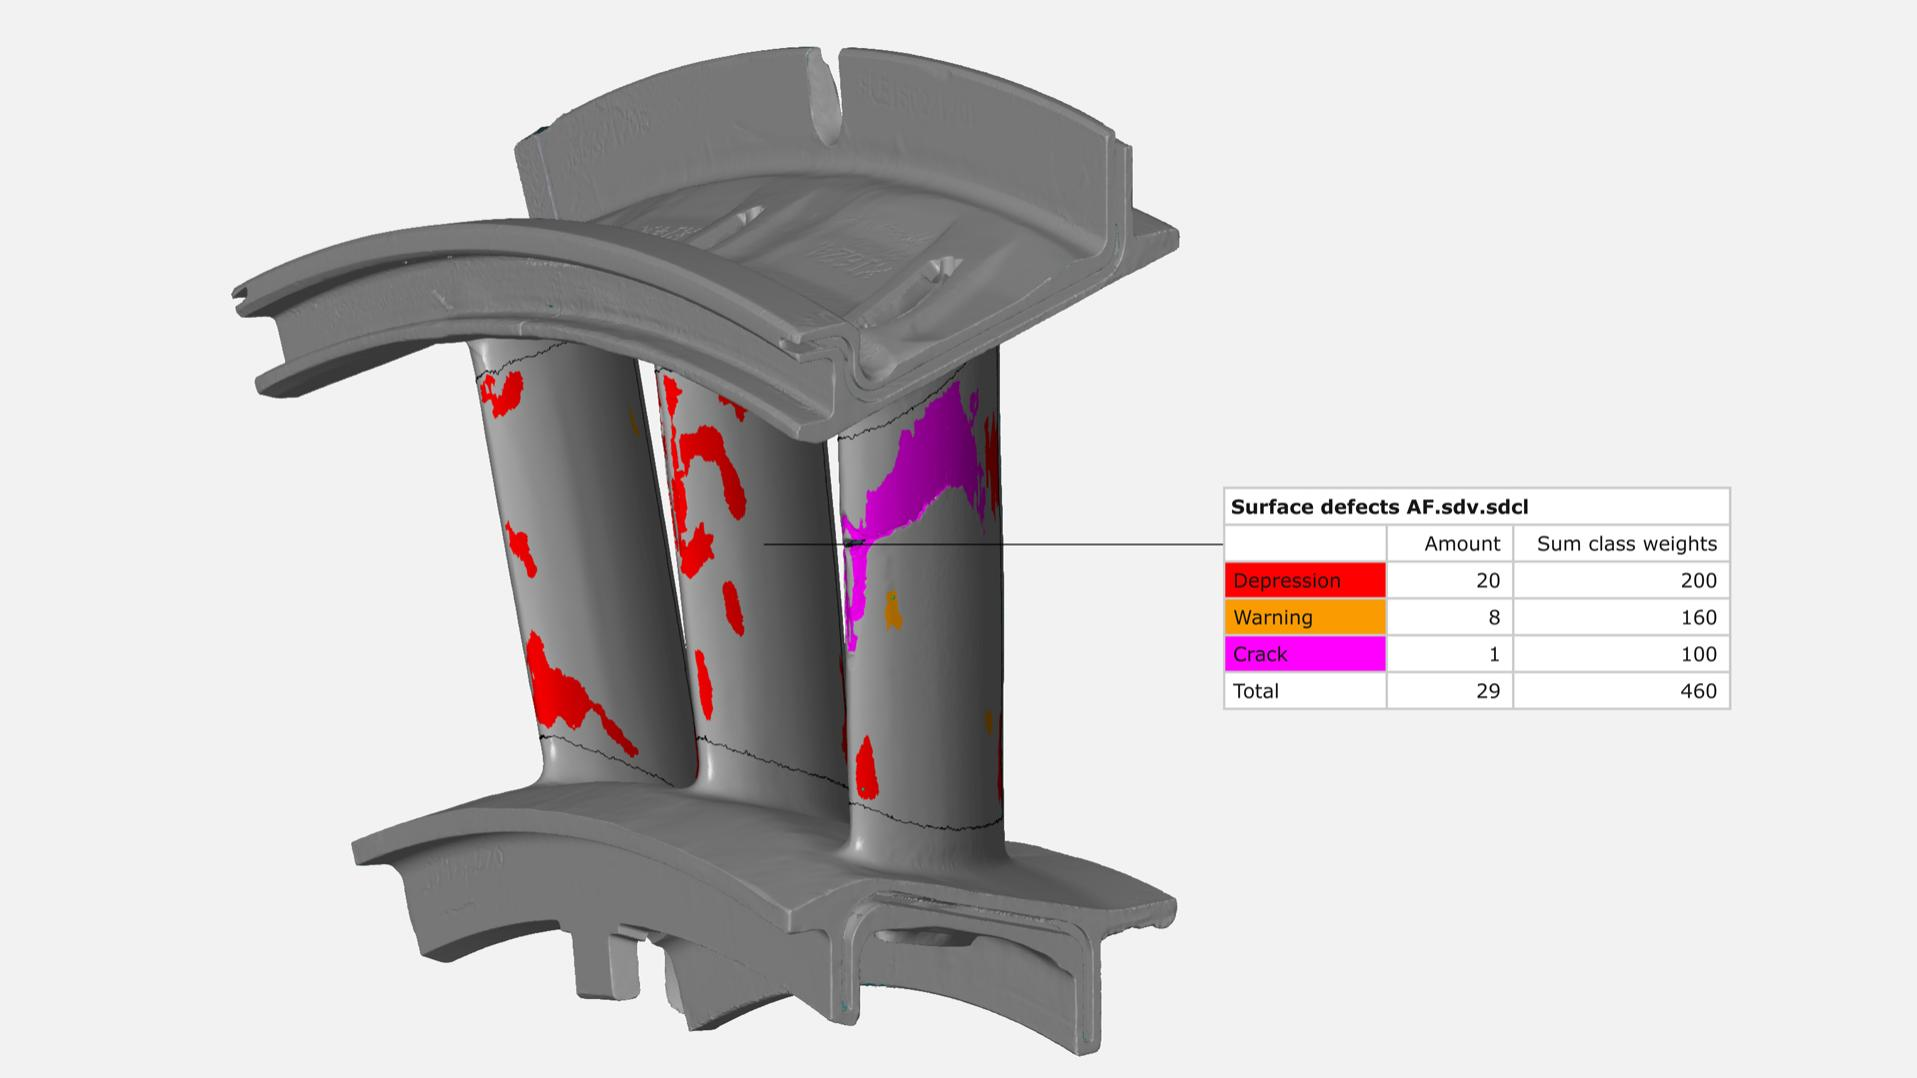 Surface defects AF.sdv.sdcl
Amount Sum class weights
Depression 20 200
Warning 8 160
Crack 1 100
Total 29 460